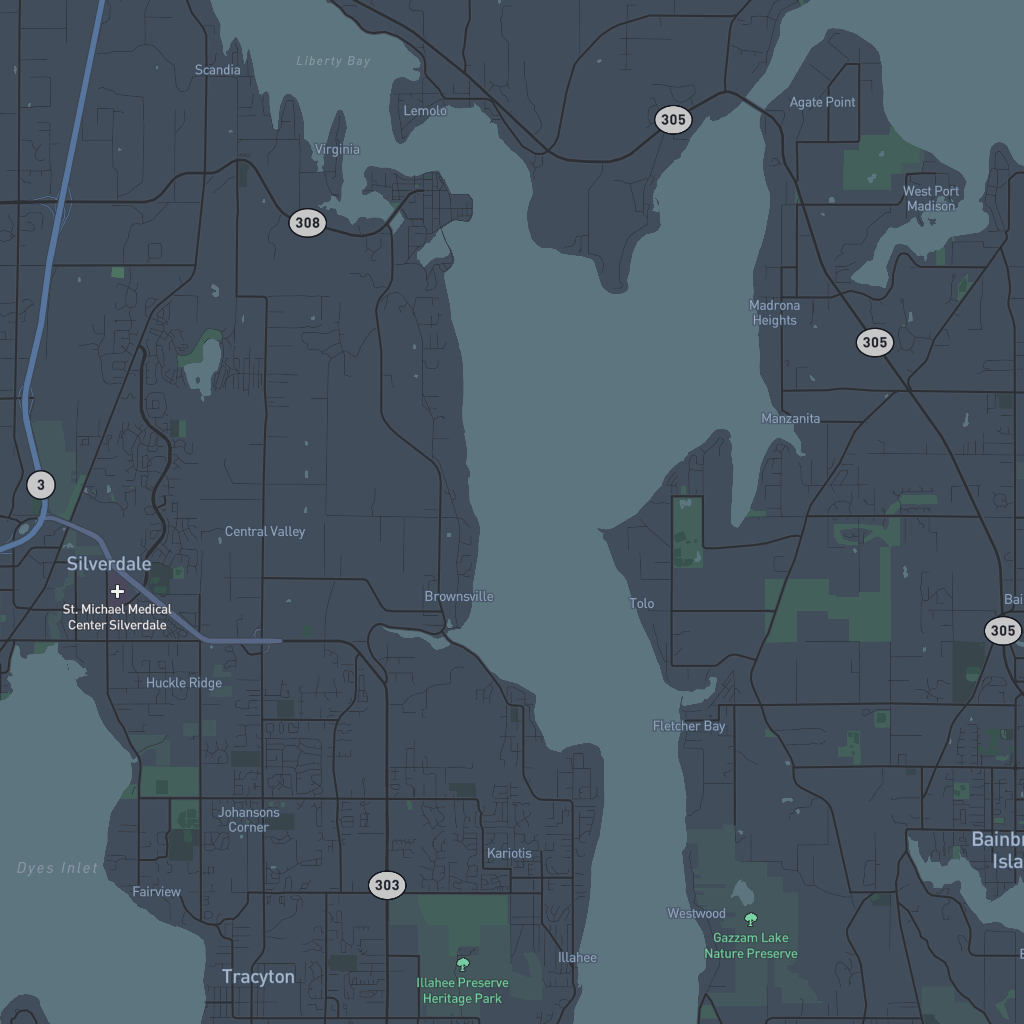 Liberty Bay
Scandia
Agate Point
Lemolo
305
Virginia
West Port
Madison
308
Madrona
Heights
305
Manzanita
3
Central Valley
Silverdale
St. Michael Medical
Center Silverdale
Brownsville
Tolo
Bai
305
Huckle Ridge
Fletcher Bay
Johansons
Corner
Bainbr
Isla
Kariotis
Dyes Inlet
303
Fairview
Westwood
Gazzam Lake
Nature Preserve
Illahee
Tracyton
Illahee Preserve
Heritage Park